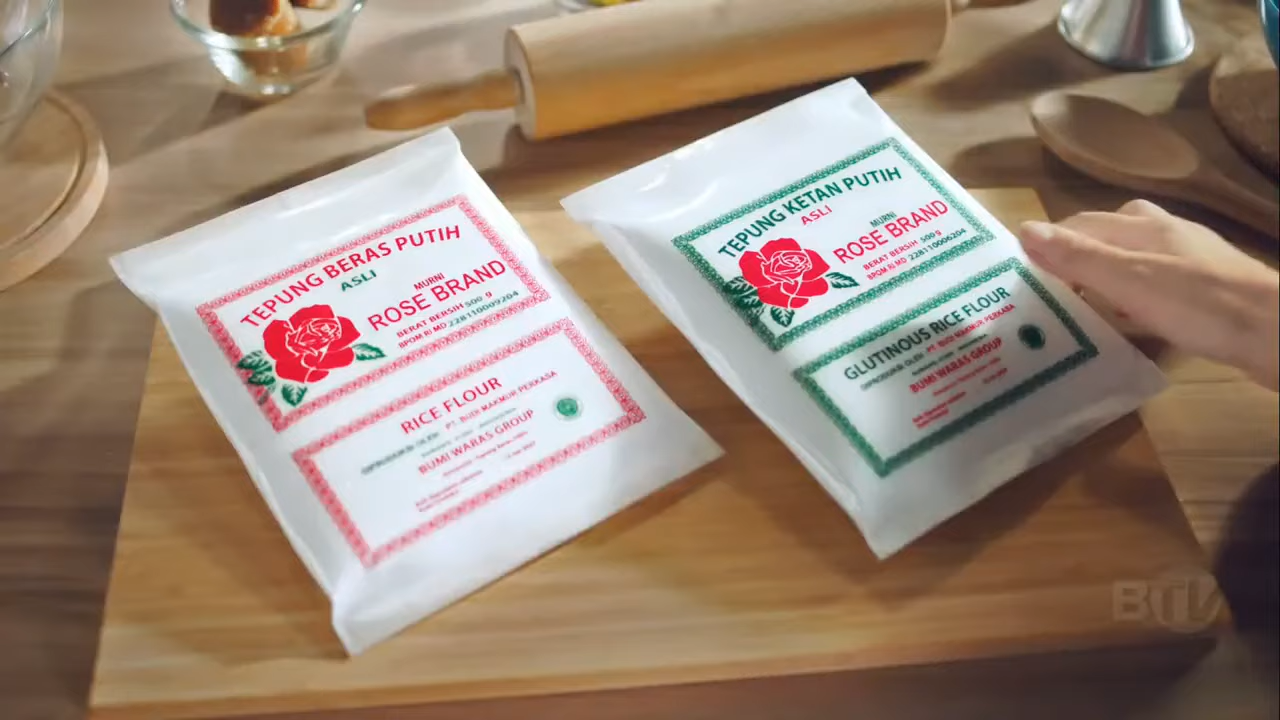 TEPUNG BERAS PUTIH
ASLI
MURNI
ROSE BRAND
BERAT BERSIH 500 g
BPOM RI MD 228110009204
RICE FLOUR
DIPRODUKSI OLEH PT. BUDI MAKMUR PERKASA
BUMI WARAS GROUP
TEPUNG KETAN PUTIH
ASLI
MURNI
ROSE BRAND
BERAT BERSIH 500 g
BPOM RI MD 228110006204
GLUTINOUS RICE FLOUR
DIPRODUKSI OLEH PT. BUDI MAKMUR PERKASA
BUMI WARAS GROUP
BTV